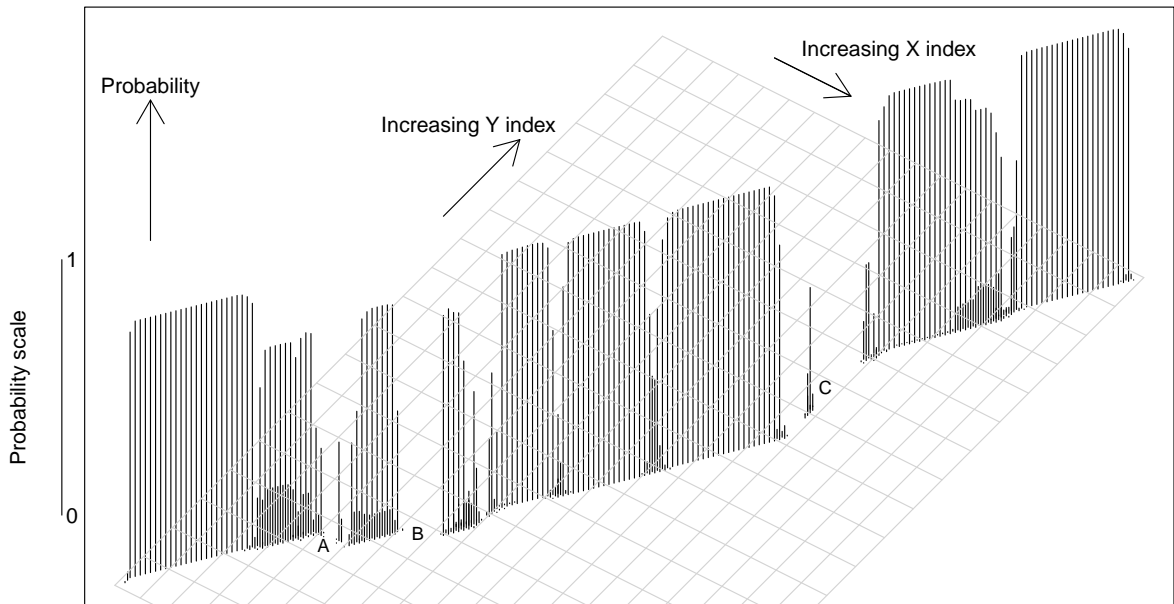 Increasing X index
Probability
Increasing Y index
1
Probability scale
C
0
A
B